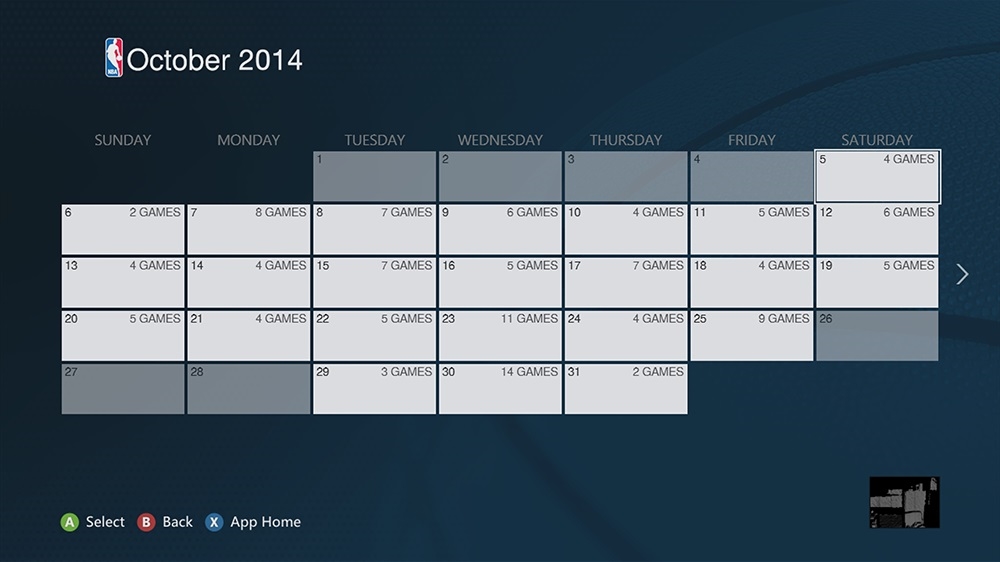 NBA
October 2014
SUNDAY MONDAY TUESDAY WEDNESDAY THURSDAY FRIDAY SATURDAY
1 2 3 4 5 4 GAMES
6 2 GAMES 7 8 GAMES 8 7 GAMES 9 6 GAMES 10 4 GAMES 11 5 GAMES 12 6 GAMES
13 4 GAMES 14 4 GAMES 15 7 GAMES 16 5 GAMES 17 7 GAMES 18 4 GAMES 19 5 GAMES
20 5 GAMES 21 4 GAMES 22 5 GAMES 23 11 GAMES 24 4 GAMES 25 9 GAMES 26
27 28 29 3 GAMES 30 14 GAMES 31 2 GAMES
A Select B Back X App Home